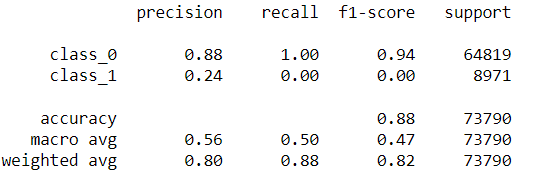 precision recall f1-score support
class_0 0.88 1.00 0.94 64819
class_1 0.24 0.00 0.00 8971
accuracy 0.88 73790
macro avg 0.56 0.50 0.47 73790
weighted avg 0.80 0.88 0.82 73790